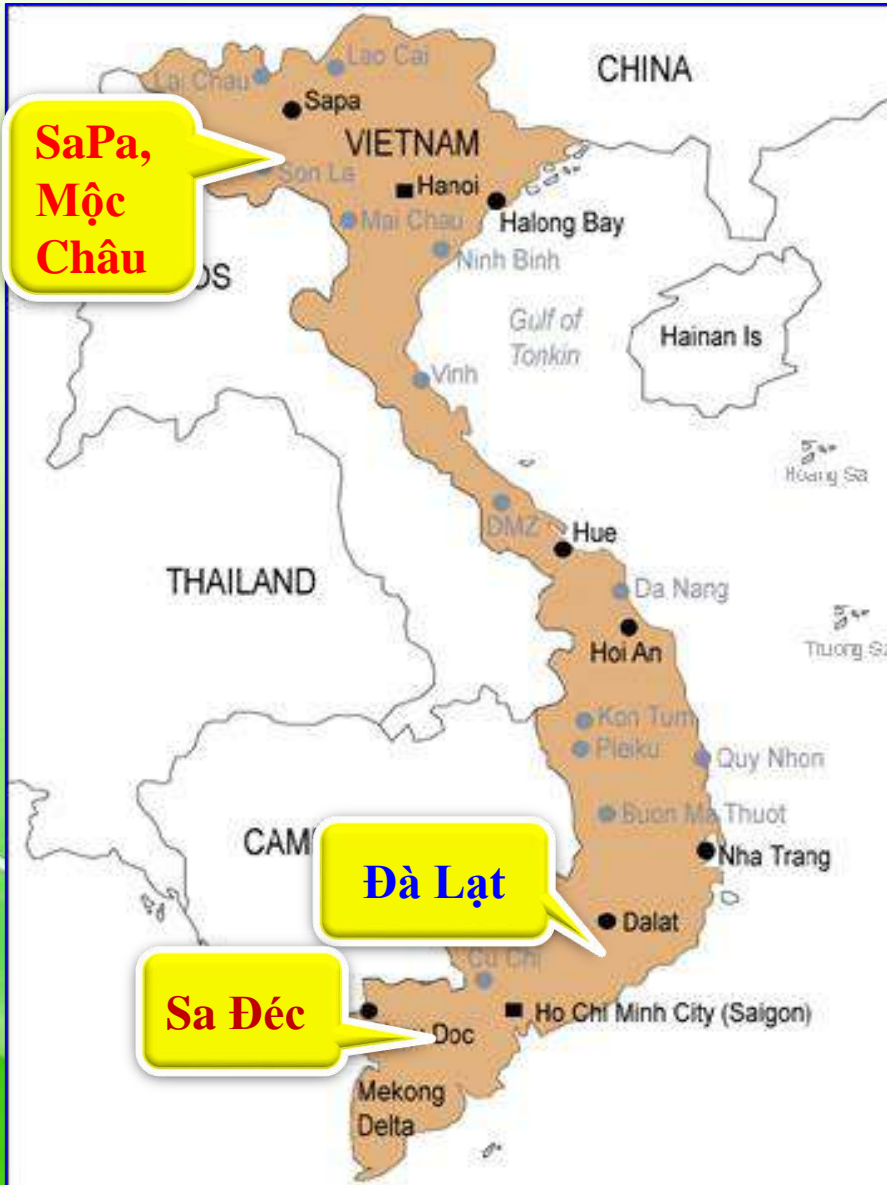 Lao Cai
CHINA
Lai Chau
Sapa
SaPa,
Mộc
Châu
VIETNAM
Son La
Hanoi
Mai Chau
Halong Bay
Ninh Binh
Gulf of
Tonkin
Hainan Is
Vinh
Hoang Sa
DMZ
Hue
THAILAND
Da Nang
Hoi An
Kon Tum
Pleiku
Quy Nhon
Buon Ma Thuot
Nha Trang
Đà Lạt
Dalat
Cu Chi
Sa Đéc
Ho Chi Minh City (Saigon)
Doc
Mekong
Delta